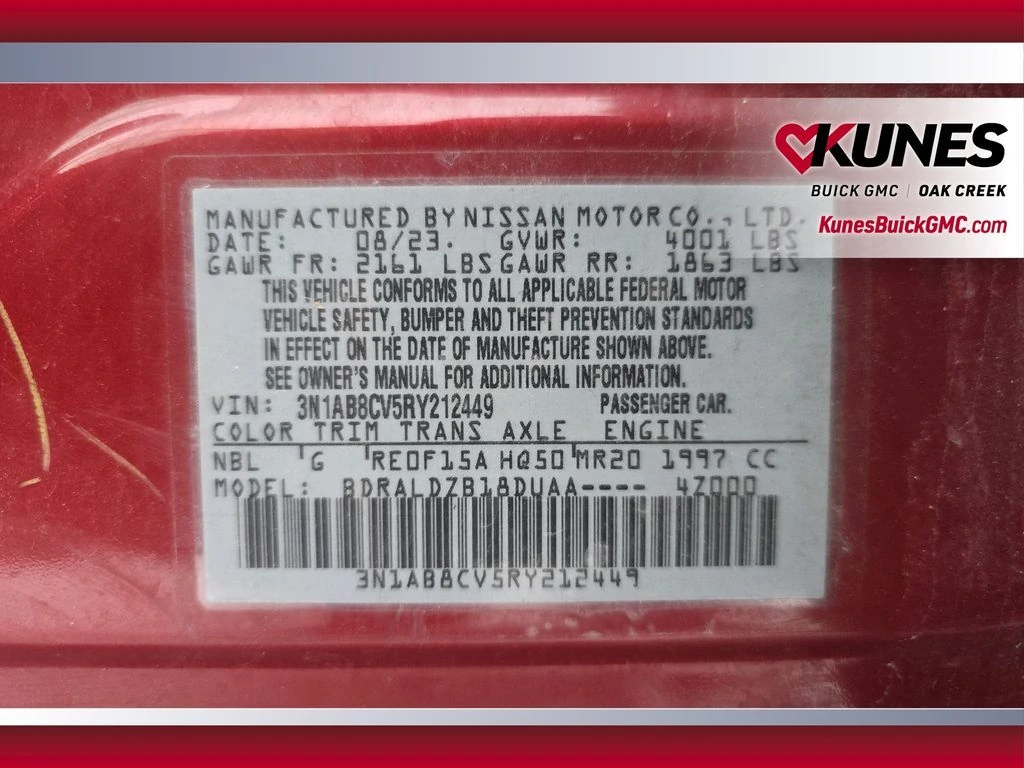 KUNES
BUICK GMC | OAK CREEK
KunesBuickGMC.com
MANUFACTURED BY NISSAN MOTOR CO., LTD.
DATE: 08/23. GVWR: 4001 LBS
GAWR FR: 2161 LBS GAWR RR: 1863 LBS
THIS VEHICLE CONFORMS TO ALL APPLICABLE FEDERAL MOTOR
VEHICLE SAFETY, BUMPER AND THEFT PREVENTION STANDARDS
IN EFFECT ON THE DATE OF MANUFACTURE SHOWN ABOVE.
SEE OWNER'S MANUAL FOR ADDITIONAL INFORMATION.
VIN: 3N1AB8CV5RY212449 PASSENGER CAR.
COLOR TRIM TRANS AXLE ENGINE
NBL G RE0F15A HQ50 MR20 1997 CC
MODEL: BDRALDZB18DUAA---- 4Z000
3N1AB8CV5RY212449